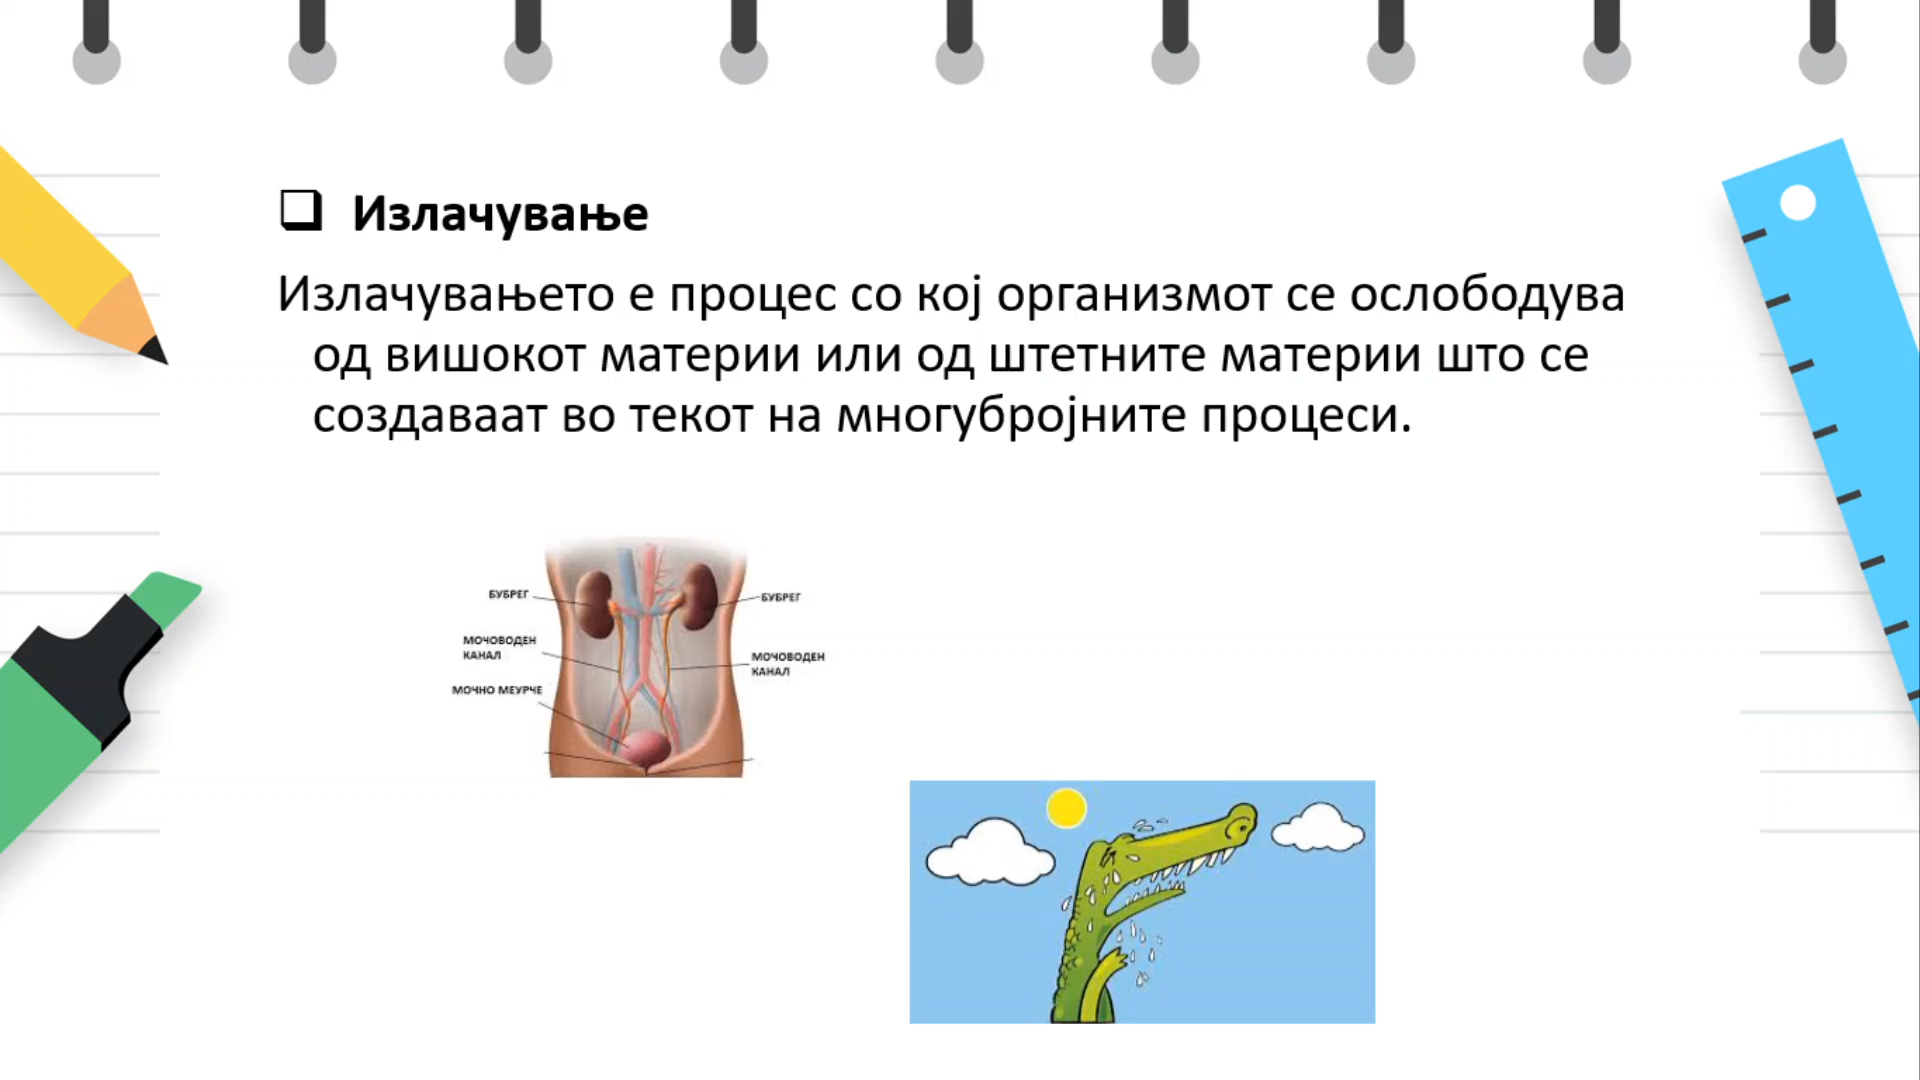 Излачување
Излачувањето е процес со кој организмот се ослободува
од вишокот материи или од штетните материи што се
создаваат во текот на многубројните процеси.
БУБРЕГ
БУБРЕГ
МОЧОВОДЕН
КАНАЛ
МОЧОВОДЕН
КАНАЛ
МОЧНО МЕУРЧЕ